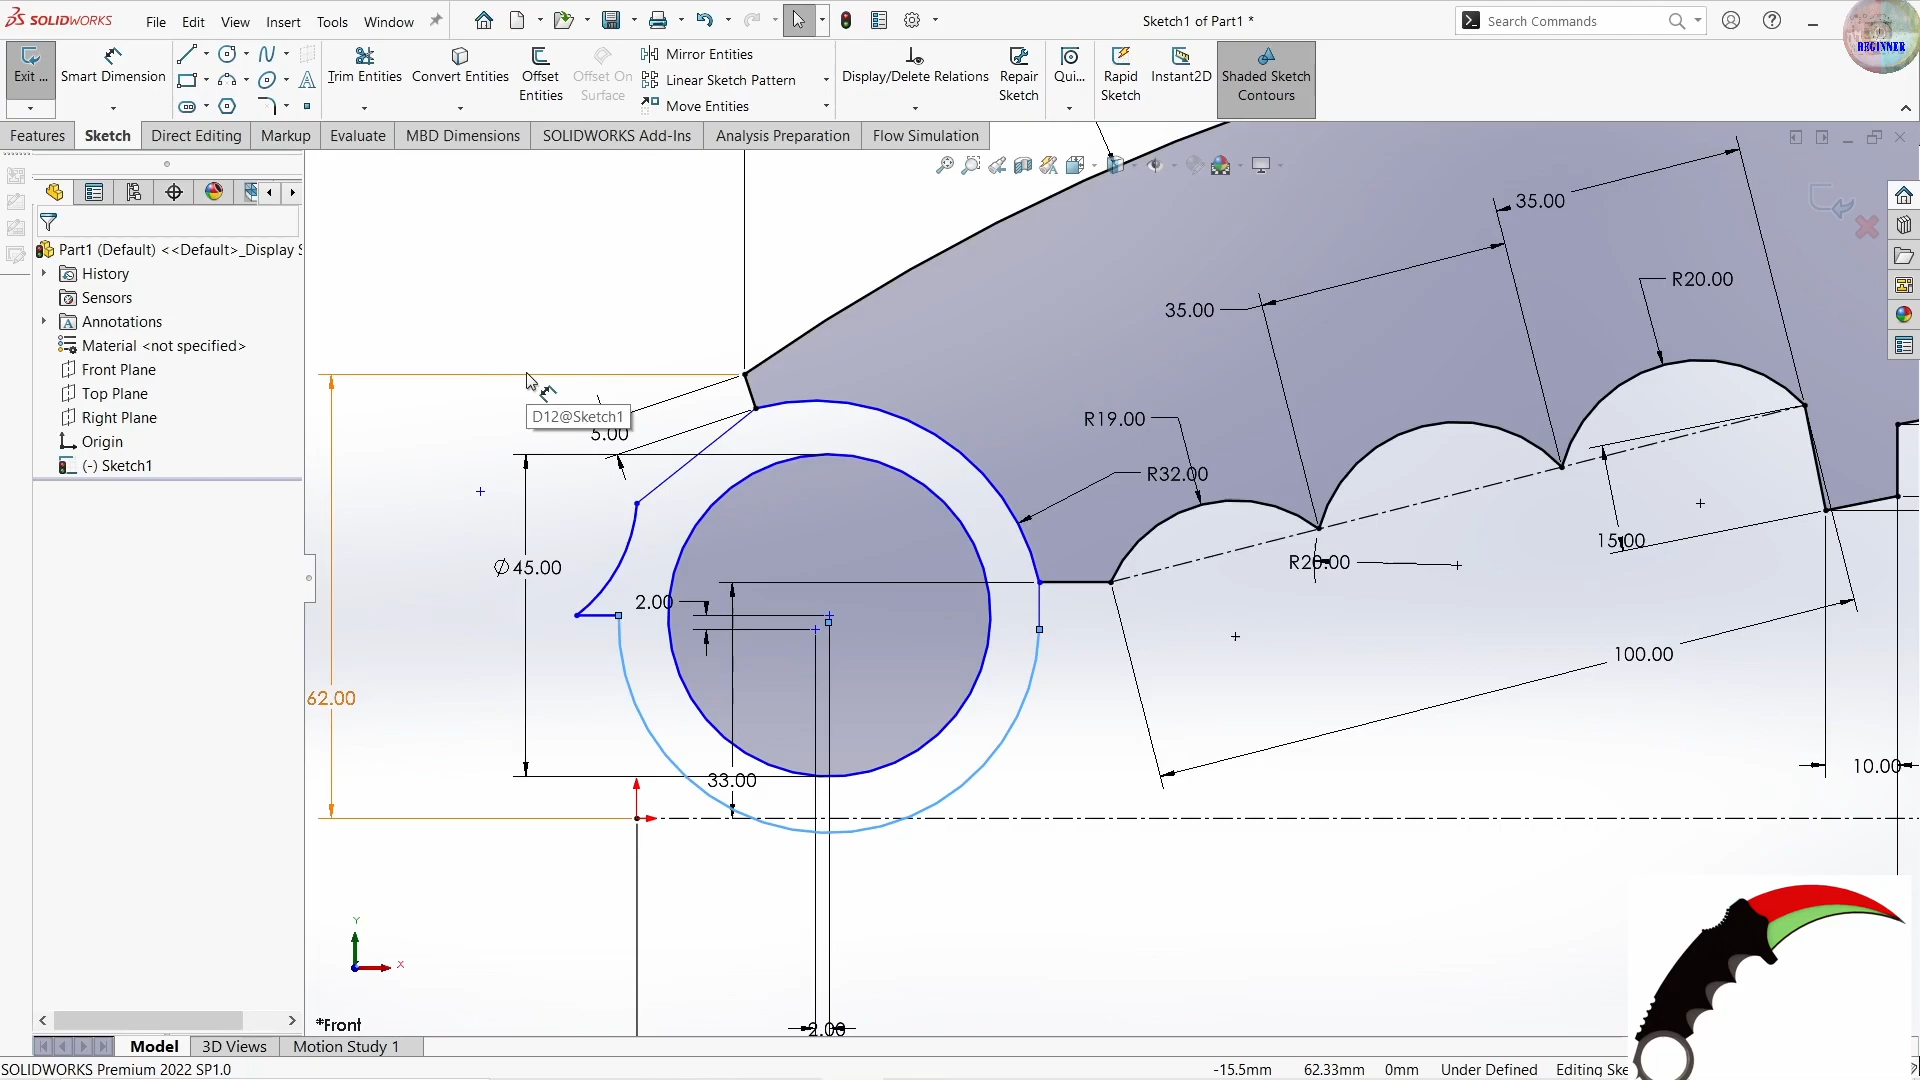 SOLIDWORKS
File Edit View Insert Tools Window
Sketch1 of Part1 *
Search Commands
BEGINNER
Exit ...
Smart Dimension
Trim Entities
Convert Entities
Offset Entities
Offset On Surface
Mirror Entities
Linear Sketch Pattern
Move Entities
Display/Delete Relations
Repair Sketch
Qui...
Rapid Sketch
Instant2D
Shaded Sketch Contours
Features Sketch Direct Editing Markup Evaluate MBD Dimensions SOLIDWORKS Add-Ins Analysis Preparation Flow Simulation
Part1 (Default) <<Default>_Display S
History
Sensors
Annotations
Material <not specified>
Front Plane
Top Plane
Right Plane
Origin
(-) Sketch1
35.00
35.00
R20.00
R19.00
R32.00
D12@Sketch1
5.00
Ø45.00
2.00
R20.00
15.00
100.00
62.00
33.00
10.00
2.00
Y
X
*Front
Model 3D Views Motion Study 1
SOLIDWORKS Premium 2022 SP1.0
-15.5mm 62.33mm 0mm Under Defined Editing Ske